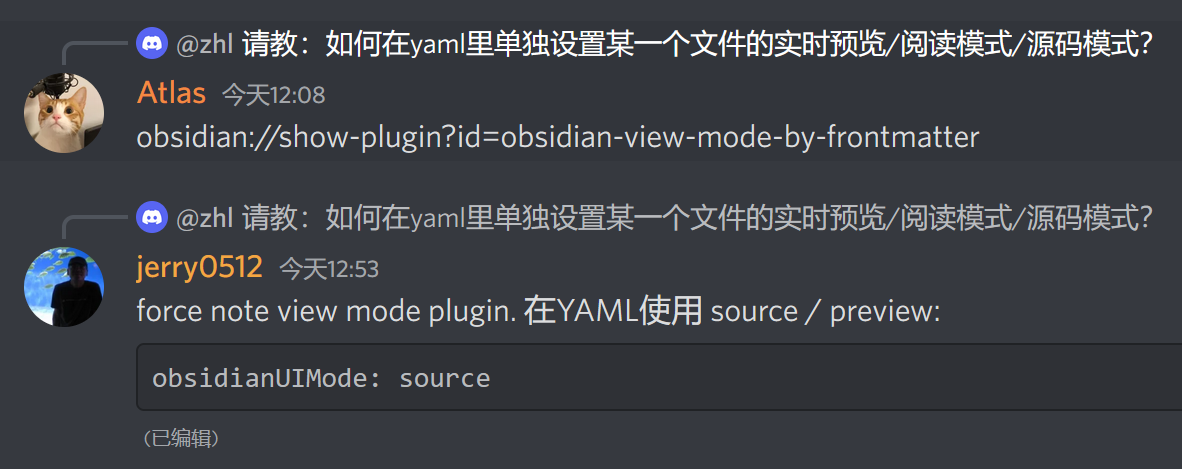 @zhl 请教：如何在yaml里单独设置某一个文件的实时预览/阅读模式/源码模式?
Atlas 今天12:08
obsidian://show-plugin?id=obsidian-view-mode-by-frontmatter
@zhl 请教：如何在yaml里单独设置某一个文件的实时预览/阅读模式/源码模式?
jerry0512 今天12:53
force note view mode plugin. 在YAML使用 source / preview:
obsidianUIMode: source
(已编辑)